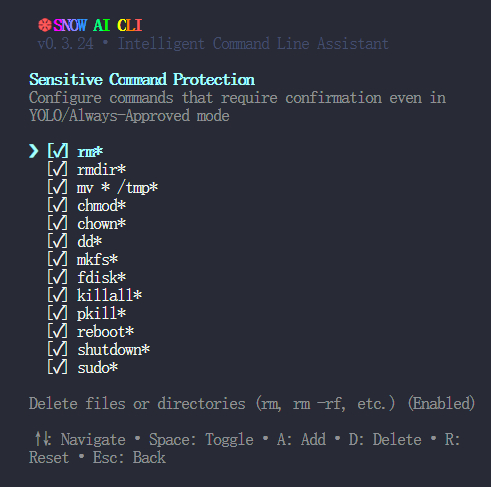 ❆SNOW AI CLI
v0.3.24 • Intelligent Command Line Assistant
Sensitive Command Protection
Configure commands that require confirmation even in
YOLO/Always-Approved mode
❯ [✓] rm*
[✓] rmdir*
[✓] mv * /tmp*
[✓] chmod*
[✓] chown*
[✓] dd*
[✓] mkfs*
[✓] fdisk*
[✓] killall*
[✓] pkill*
[✓] reboot*
[✓] shutdown*
[✓] sudo*
Delete files or directories (rm, rm -rf, etc.) (Enabled)
↑↓: Navigate • Space: Toggle • A: Add • D: Delete • R:
Reset • Esc: Back